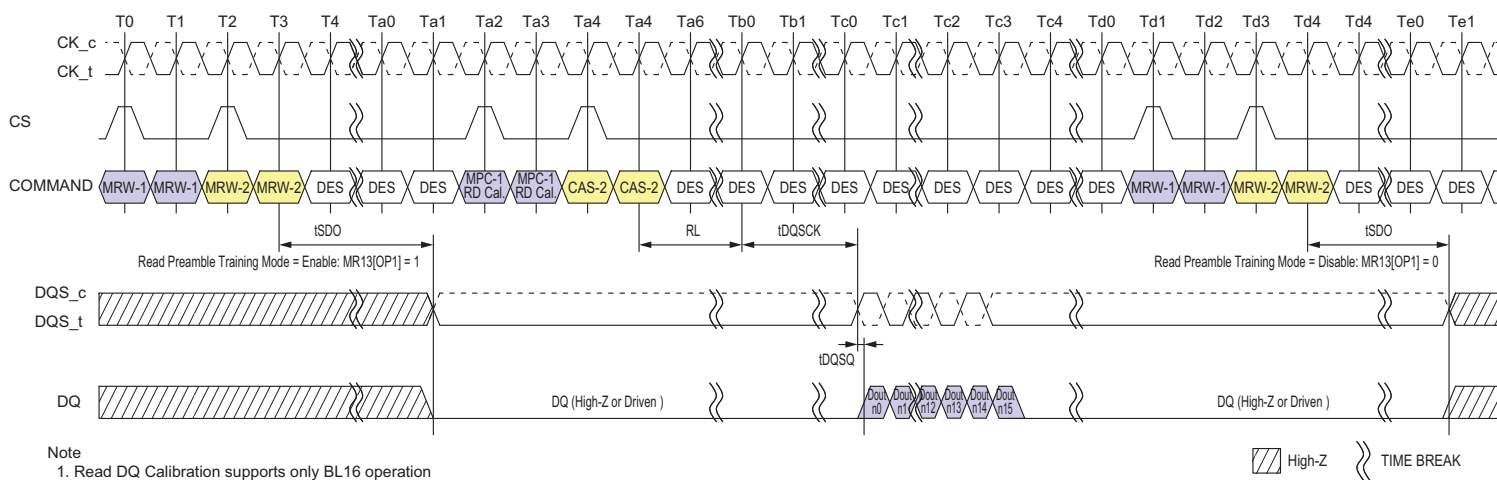 T0 T1 T2 T3 T4 Ta0 Ta1 Ta2 Ta3 Ta4 Ta4 Ta6 Tb0 Tb1 Tc0 Tc1 Tc2 Tc3 Tc4 Td0 Td1 Td2 Td3 Td4 Td4 Te0 Te1
CK_c
CK_t
CS
COMMAND MRW-1 MRW-1 MRW-2 MRW-2 DES DES DES MPC-1 RD Cal. MPC-1 RD Cal. CAS-2 CAS-2 DES DES DES DES DES DES DES DES DES MRW-1 MRW-1 MRW-2 MRW-2 DES DES DES
tSDO RL tDQSCK tSDO
Read Preamble Training Mode = Enable: MR13[OP1] = 1 Read Preamble Training Mode = Disable: MR13[OP1] = 0
DQS_c
DQS_t
tDQSQ
DQ DQ (High-Z or Driven ) Dout n0 Dout n1 Dout n12 Dout n13 Dout n14 Dout n15 DQ (High-Z or Driven )
Note
1. Read DQ Calibration supports only BL16 operation
High-Z TIME BREAK